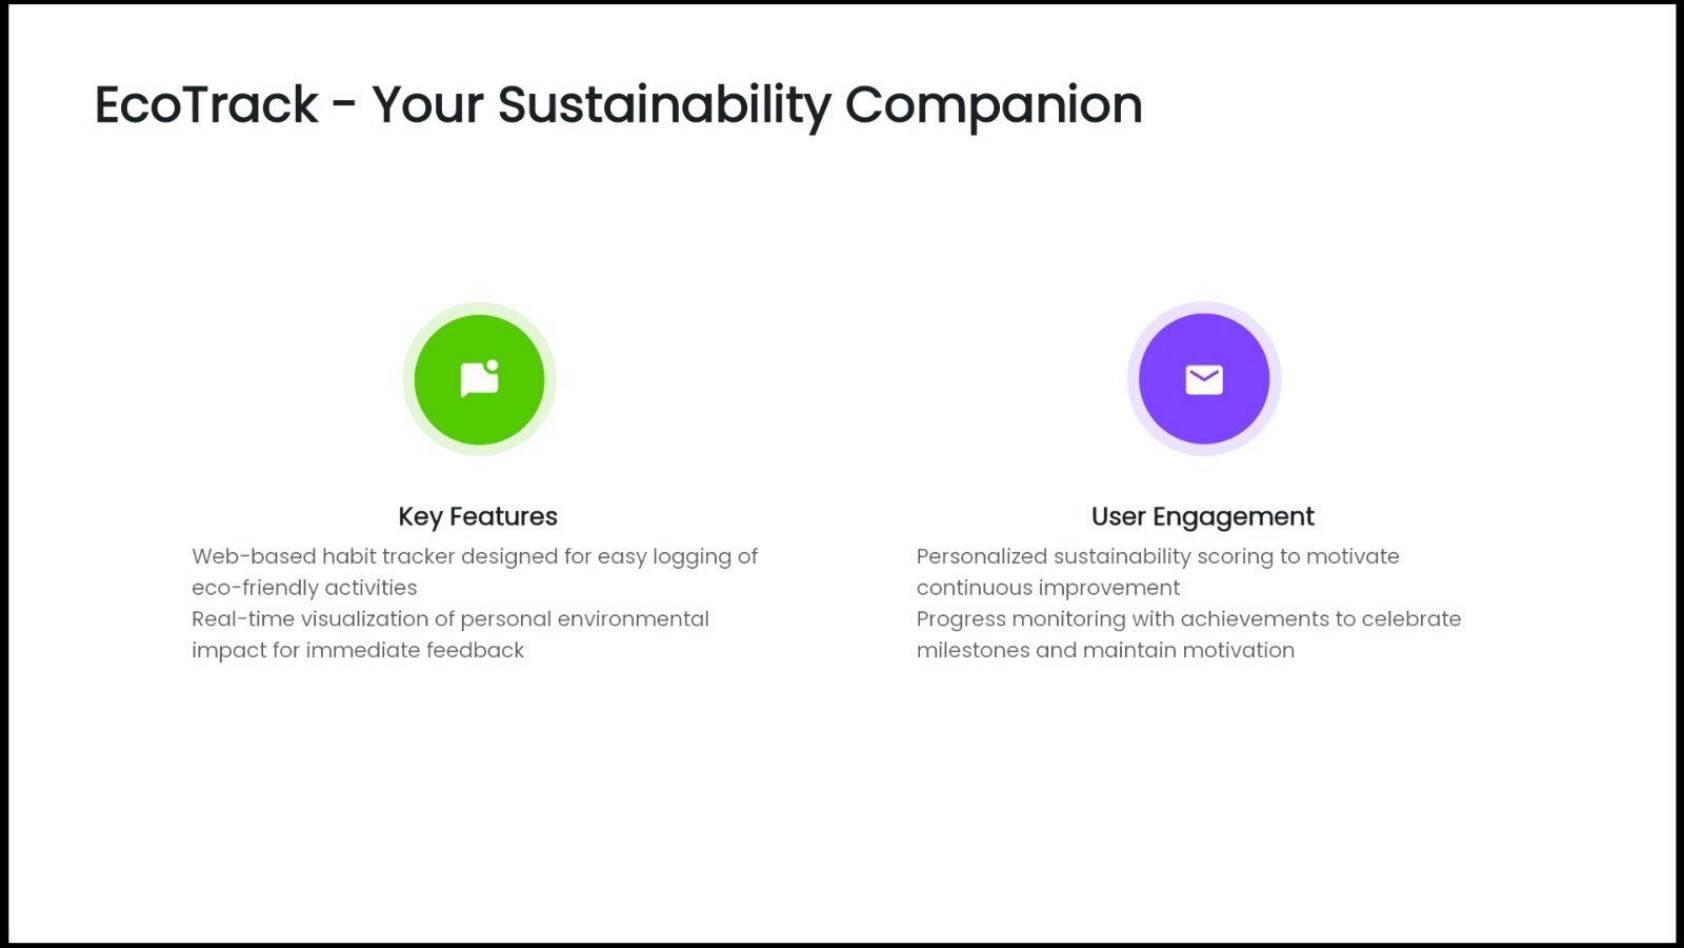 EcoTrack - Your Sustainability Companion
Key Features
Web-based habit tracker designed for easy logging of
eco-friendly activities
Real-time visualization of personal environmental
impact for immediate feedback
User Engagement
Personalized sustainability scoring to motivate
continuous improvement
Progress monitoring with achievements to celebrate
milestones and maintain motivation